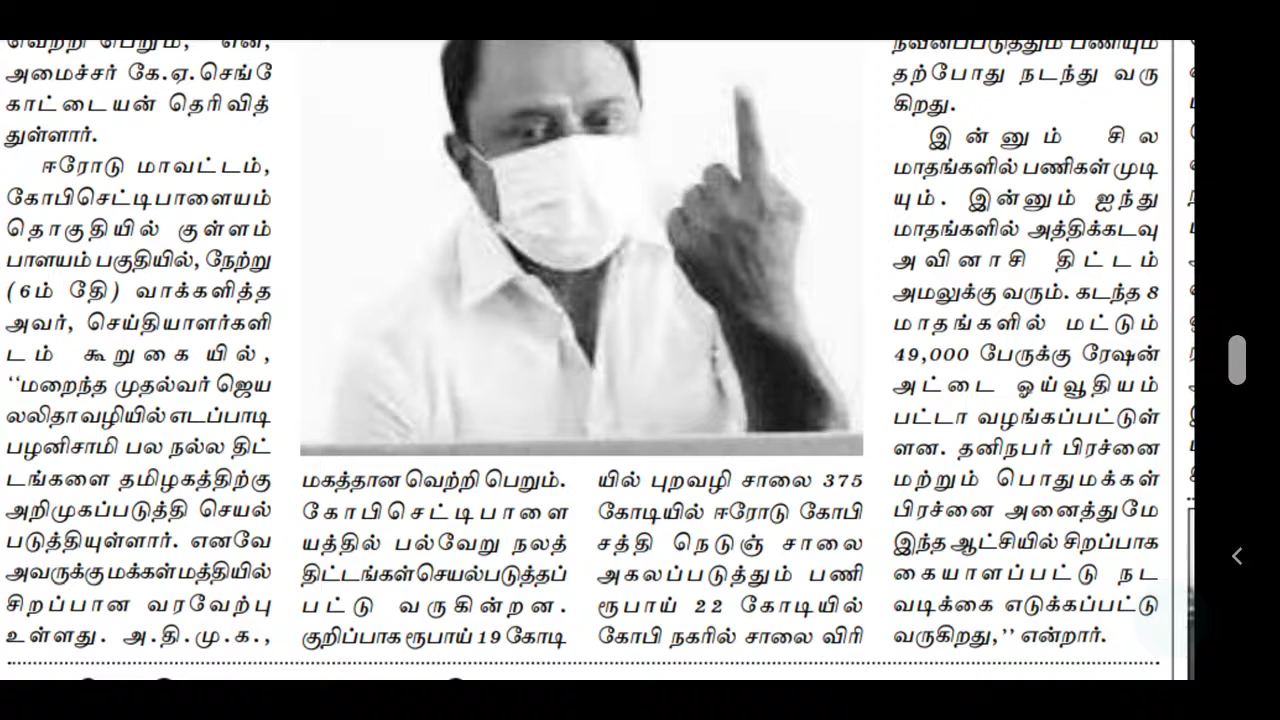 வெற்றி பெறும், என,
அமைச்சர் கே.ஏ.செங்கே
காட்டையன் தெரிவித்
துள்ளார்.
ஈரோடு மாவட்டம்,
கோபிசெட்டிபாளையம்
தொகுதியில் குள்ளம்
பாளயம் பகுதியில், நேற்று
(6ம் தேி) வாக்களித்த
அவர், செய்தியாளர்களி
டம் கூறுகையில்,
‘‘மறைந்த முதல்வர் ஜெய
லலிதா வழியில் எடப்பாடி
பழனிசாமி பல நல்ல திட்
டங்களை தமிழகத்திற்கு
அறிமுகப்படுத்தி செயல்
படுத்தியுள்ளார். எனவே
அவருக்கு மக்கள் மத்தியில்
சிறப்பான வரவேற்பு
உள்ளது. அ.தி.மு.க.,
மகத்தான வெற்றி பெறும்.
கோபிசெட்டிபாளை
யத்தில் பல்வேறு நலத்
திட்டங்கள் செயல்படுத்தப்
பட்டு வருகின்றன.
குறிப்பாக ரூபாய் 19 கோடி
யில் புறவழி சாலை 375
கோடியில் ஈரோடு கோபி
சத்தி நெடுஞ் சாலை
அகலப்படுத்தும் பணி
ரூபாய் 22 கோடியில்
கோபி நகரில் சாலை விரி
நவீனப்படுத்தும் பணியும்
தற்போது நடந்து வரு
கிறது.
இன்னும் சில
மாதங்களில் பணிகள் முடி
யும். இன்னும் ஐந்து
மாதங்களில் அத்திக்கடவு
அவினாசி திட்டம்
அமலுக்கு வரும். கடந்த 8
மாதங்களில் மட்டும்
49,000 பேருக்கு ரேஷன்
அட்டை ஓய்வூதியம்
பட்டா வழங்கப்பட்டுள்
ளன. தனிநபர் பிரச்னை
மற்றும் பொதுமக்கள்
பிரச்னை அனைத்துமே
இந்த ஆட்சியில் சிறப்பாக
கையாளப்பட்டு நட
வடிக்கை எடுக்கப்பட்டு
வருகிறது,’’ என்றார்.